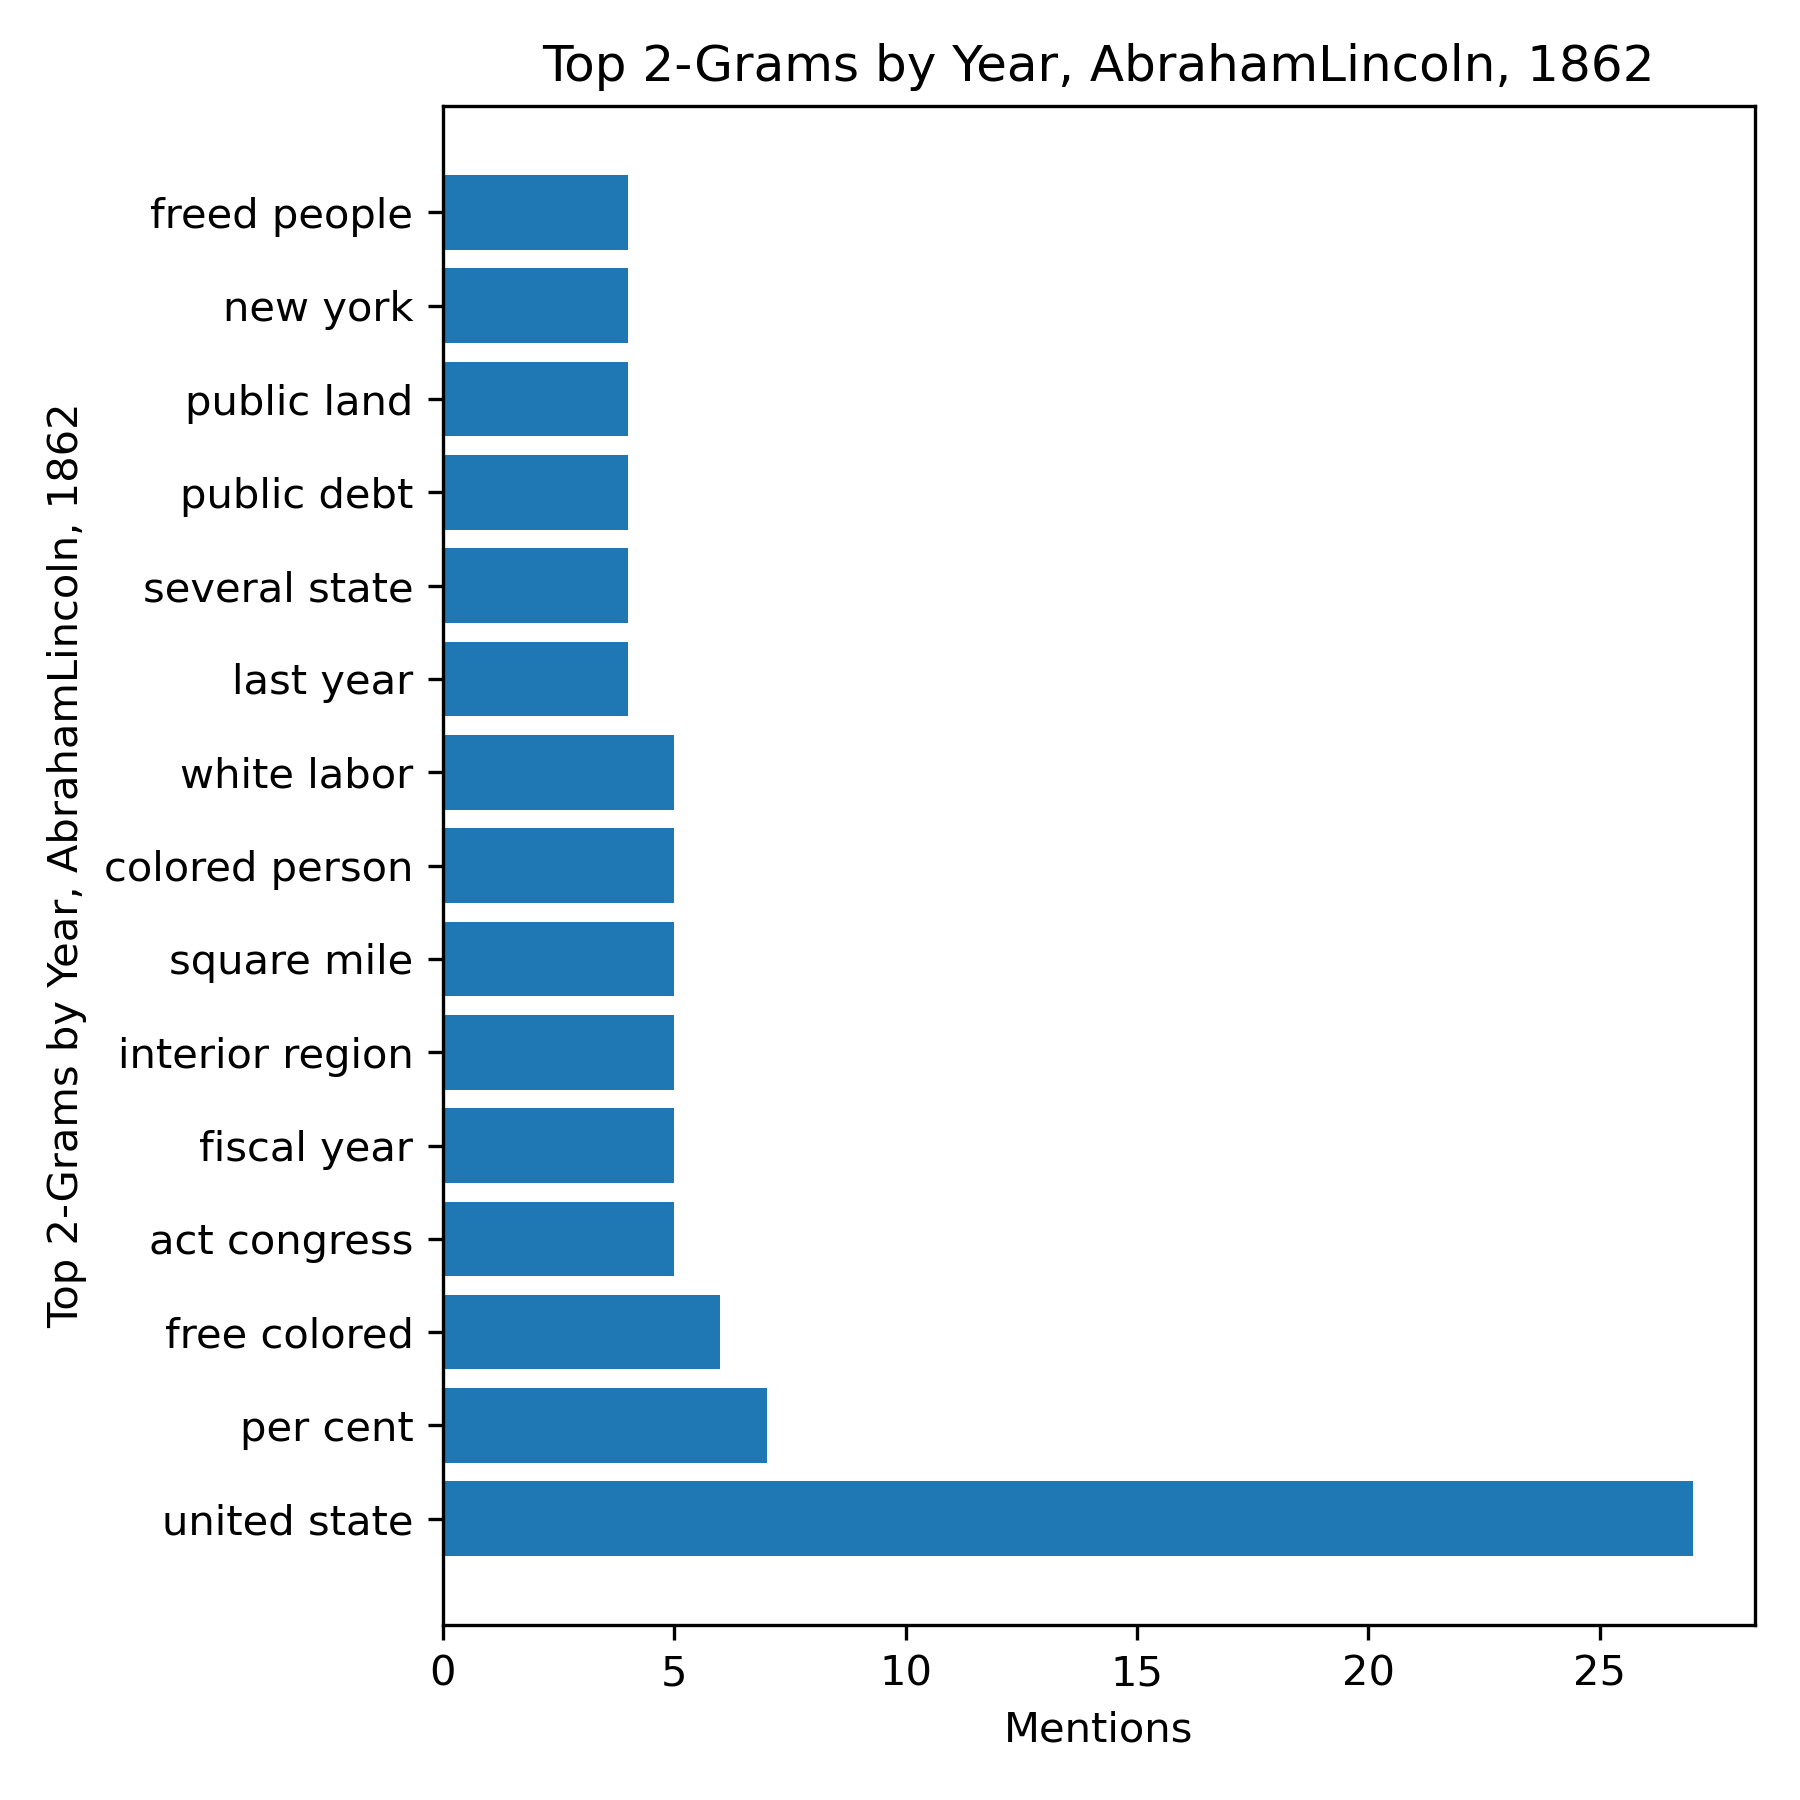 Top 2-Grams by Year, AbrahamLincoln, 1862
Top 2-Grams by Year, AbrahamLincoln, 1862
freed people
new york
public land
public debt
several state
last year
white labor
colored person
square mile
interior region
fiscal year
act congress
free colored
per cent
united state
0 5 10 15 20 25
Mentions